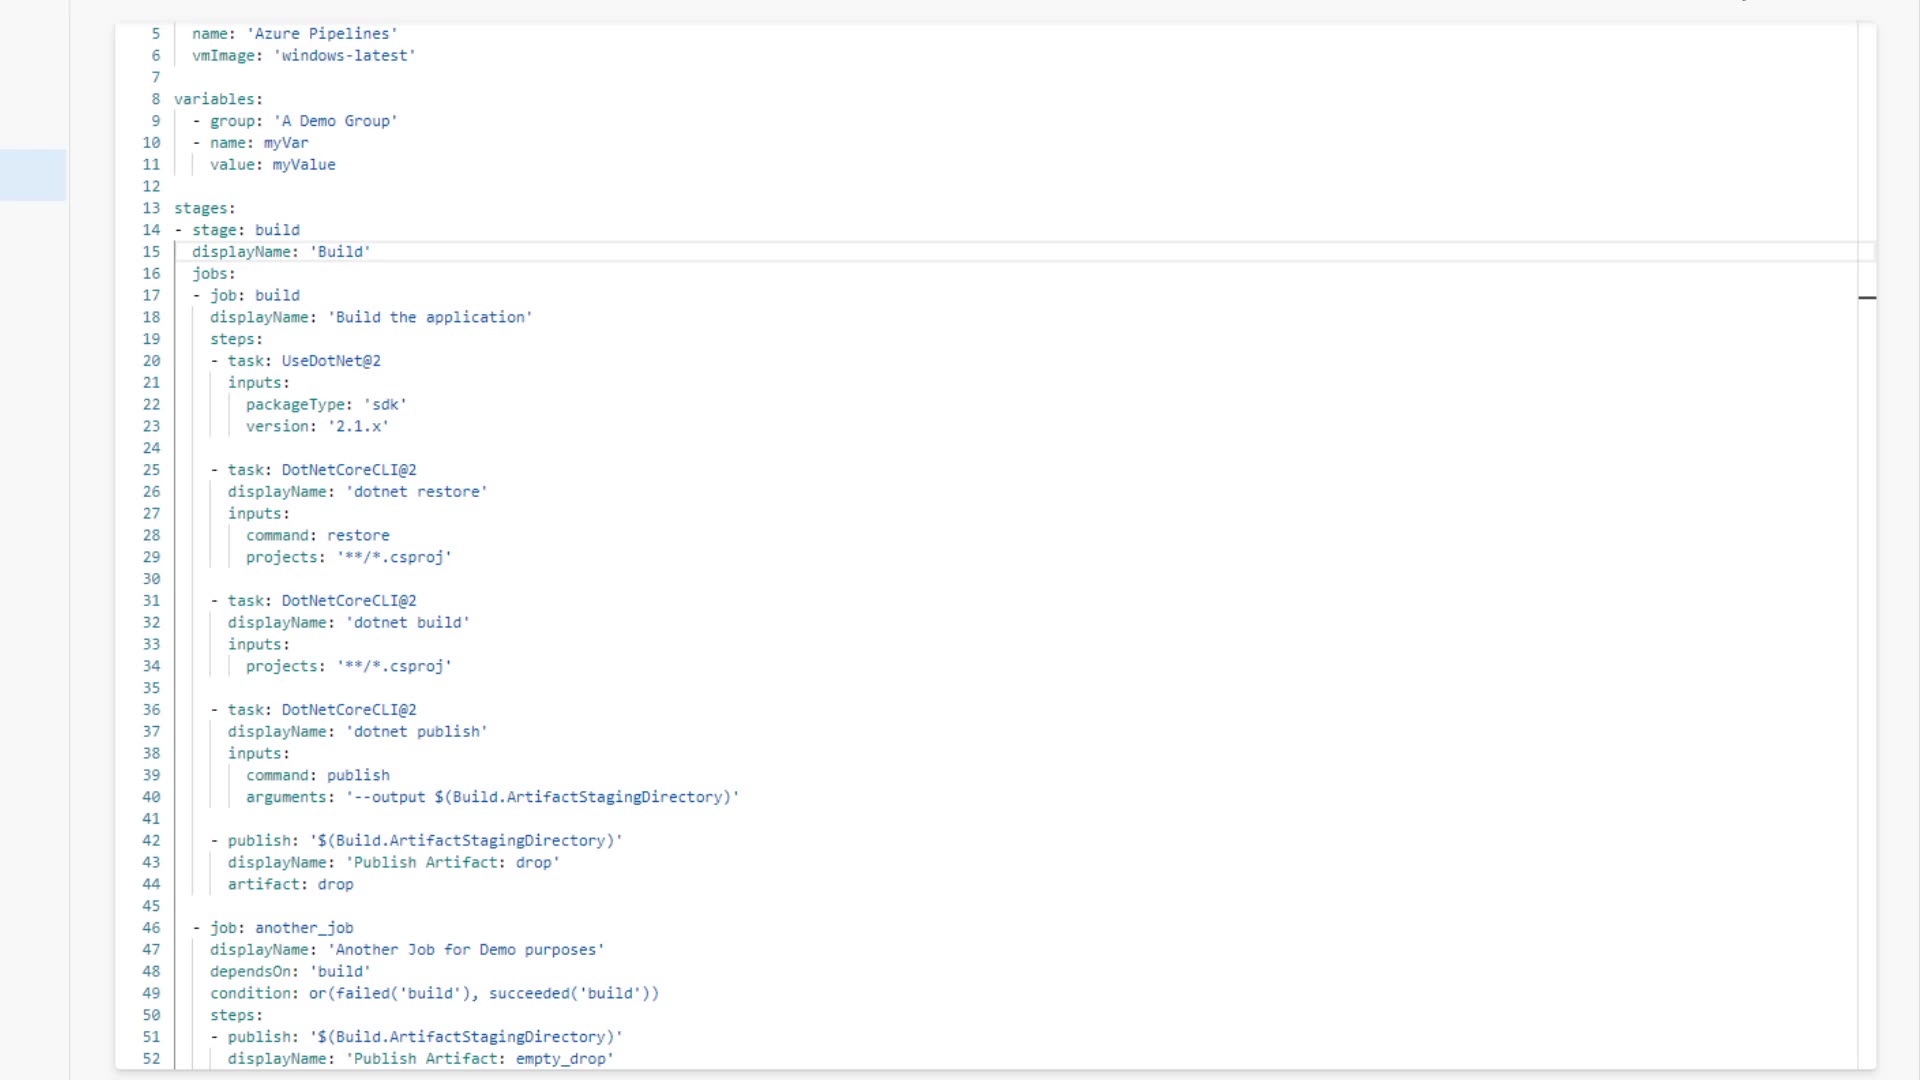 5 name: 'Azure Pipelines'
6 vmImage: 'windows-latest'
7
8 variables:
9 - group: 'A Demo Group'
10 - name: myVar
11 value: myValue
12
13 stages:
14 - stage: build
15 displayName: 'Build'
16 jobs:
17 - job: build
18 displayName: 'Build the application'
19 steps:
20 - task: UseDotNet@2
21 inputs:
22 packageType: 'sdk'
23 version: '2.1.x'
24
25 - task: DotNetCoreCLI@2
26 displayName: 'dotnet restore'
27 inputs:
28 command: restore
29 projects: '**/*.csproj'
30
31 - task: DotNetCoreCLI@2
32 displayName: 'dotnet build'
33 inputs:
34 projects: '**/*.csproj'
35
36 - task: DotNetCoreCLI@2
37 displayName: 'dotnet publish'
38 inputs:
39 command: publish
40 arguments: '--output $(Build.ArtifactStagingDirectory)'
41
42 - publish: '$(Build.ArtifactStagingDirectory)'
43 displayName: 'Publish Artifact: drop'
44 artifact: drop
45
46 - job: another_job
47 displayName: 'Another Job for Demo purposes'
48 dependsOn: 'build'
49 condition: or(failed('build'), succeeded('build'))
50 steps:
51 - publish: '$(Build.ArtifactStagingDirectory)'
52 displayName: 'Publish Artifact: empty_drop'